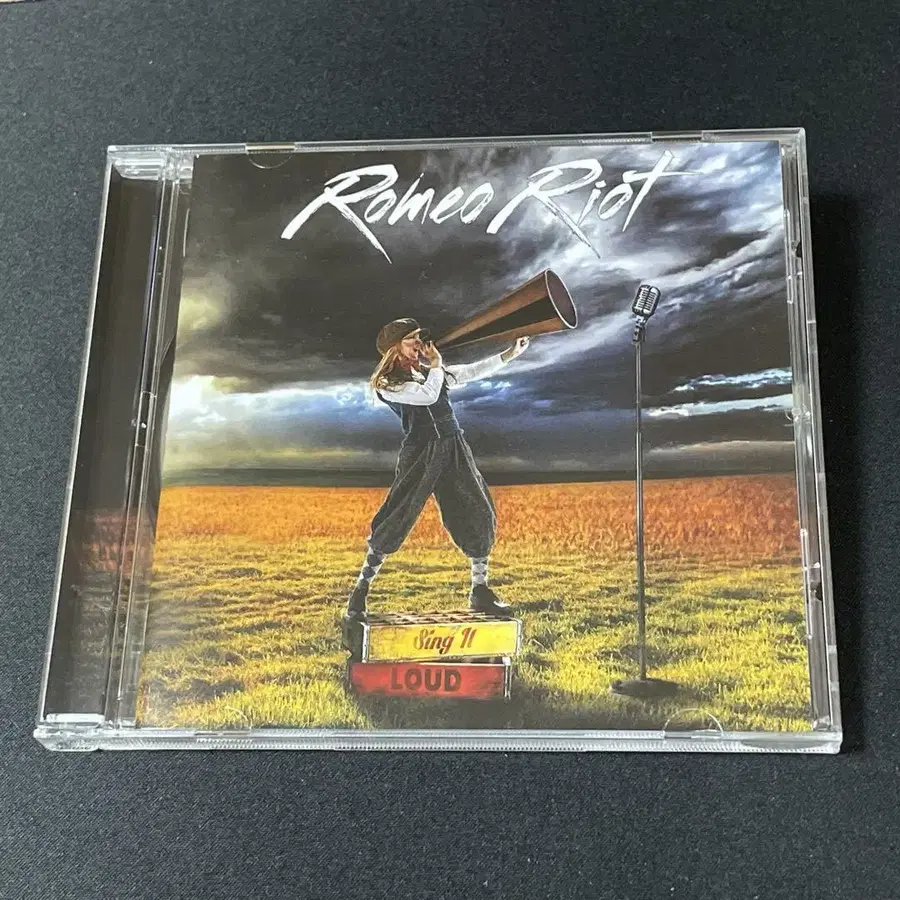 Romeo Riot
Sing It
LOUD